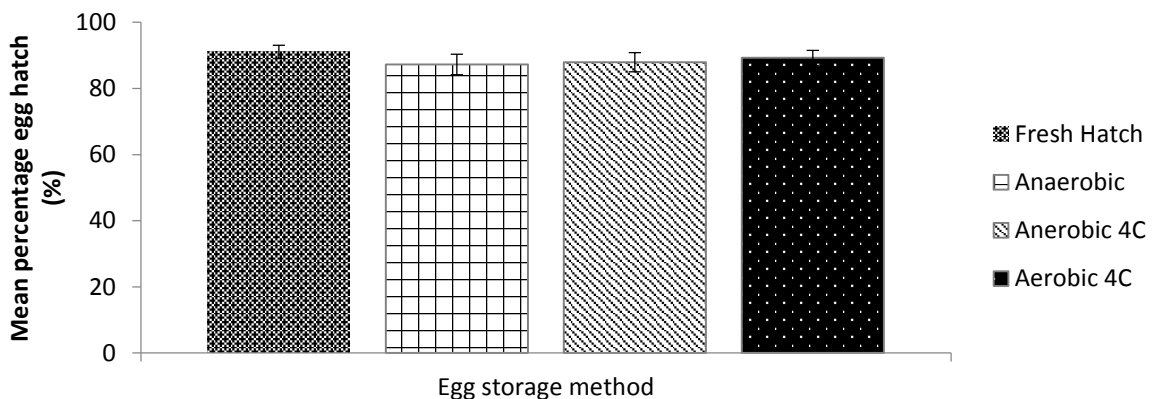 Mean percentage egg hatch
(%)
100
80
60
40
20
0
Egg storage method
Fresh Hatch
Anaerobic
Anerobic 4C
Aerobic 4C